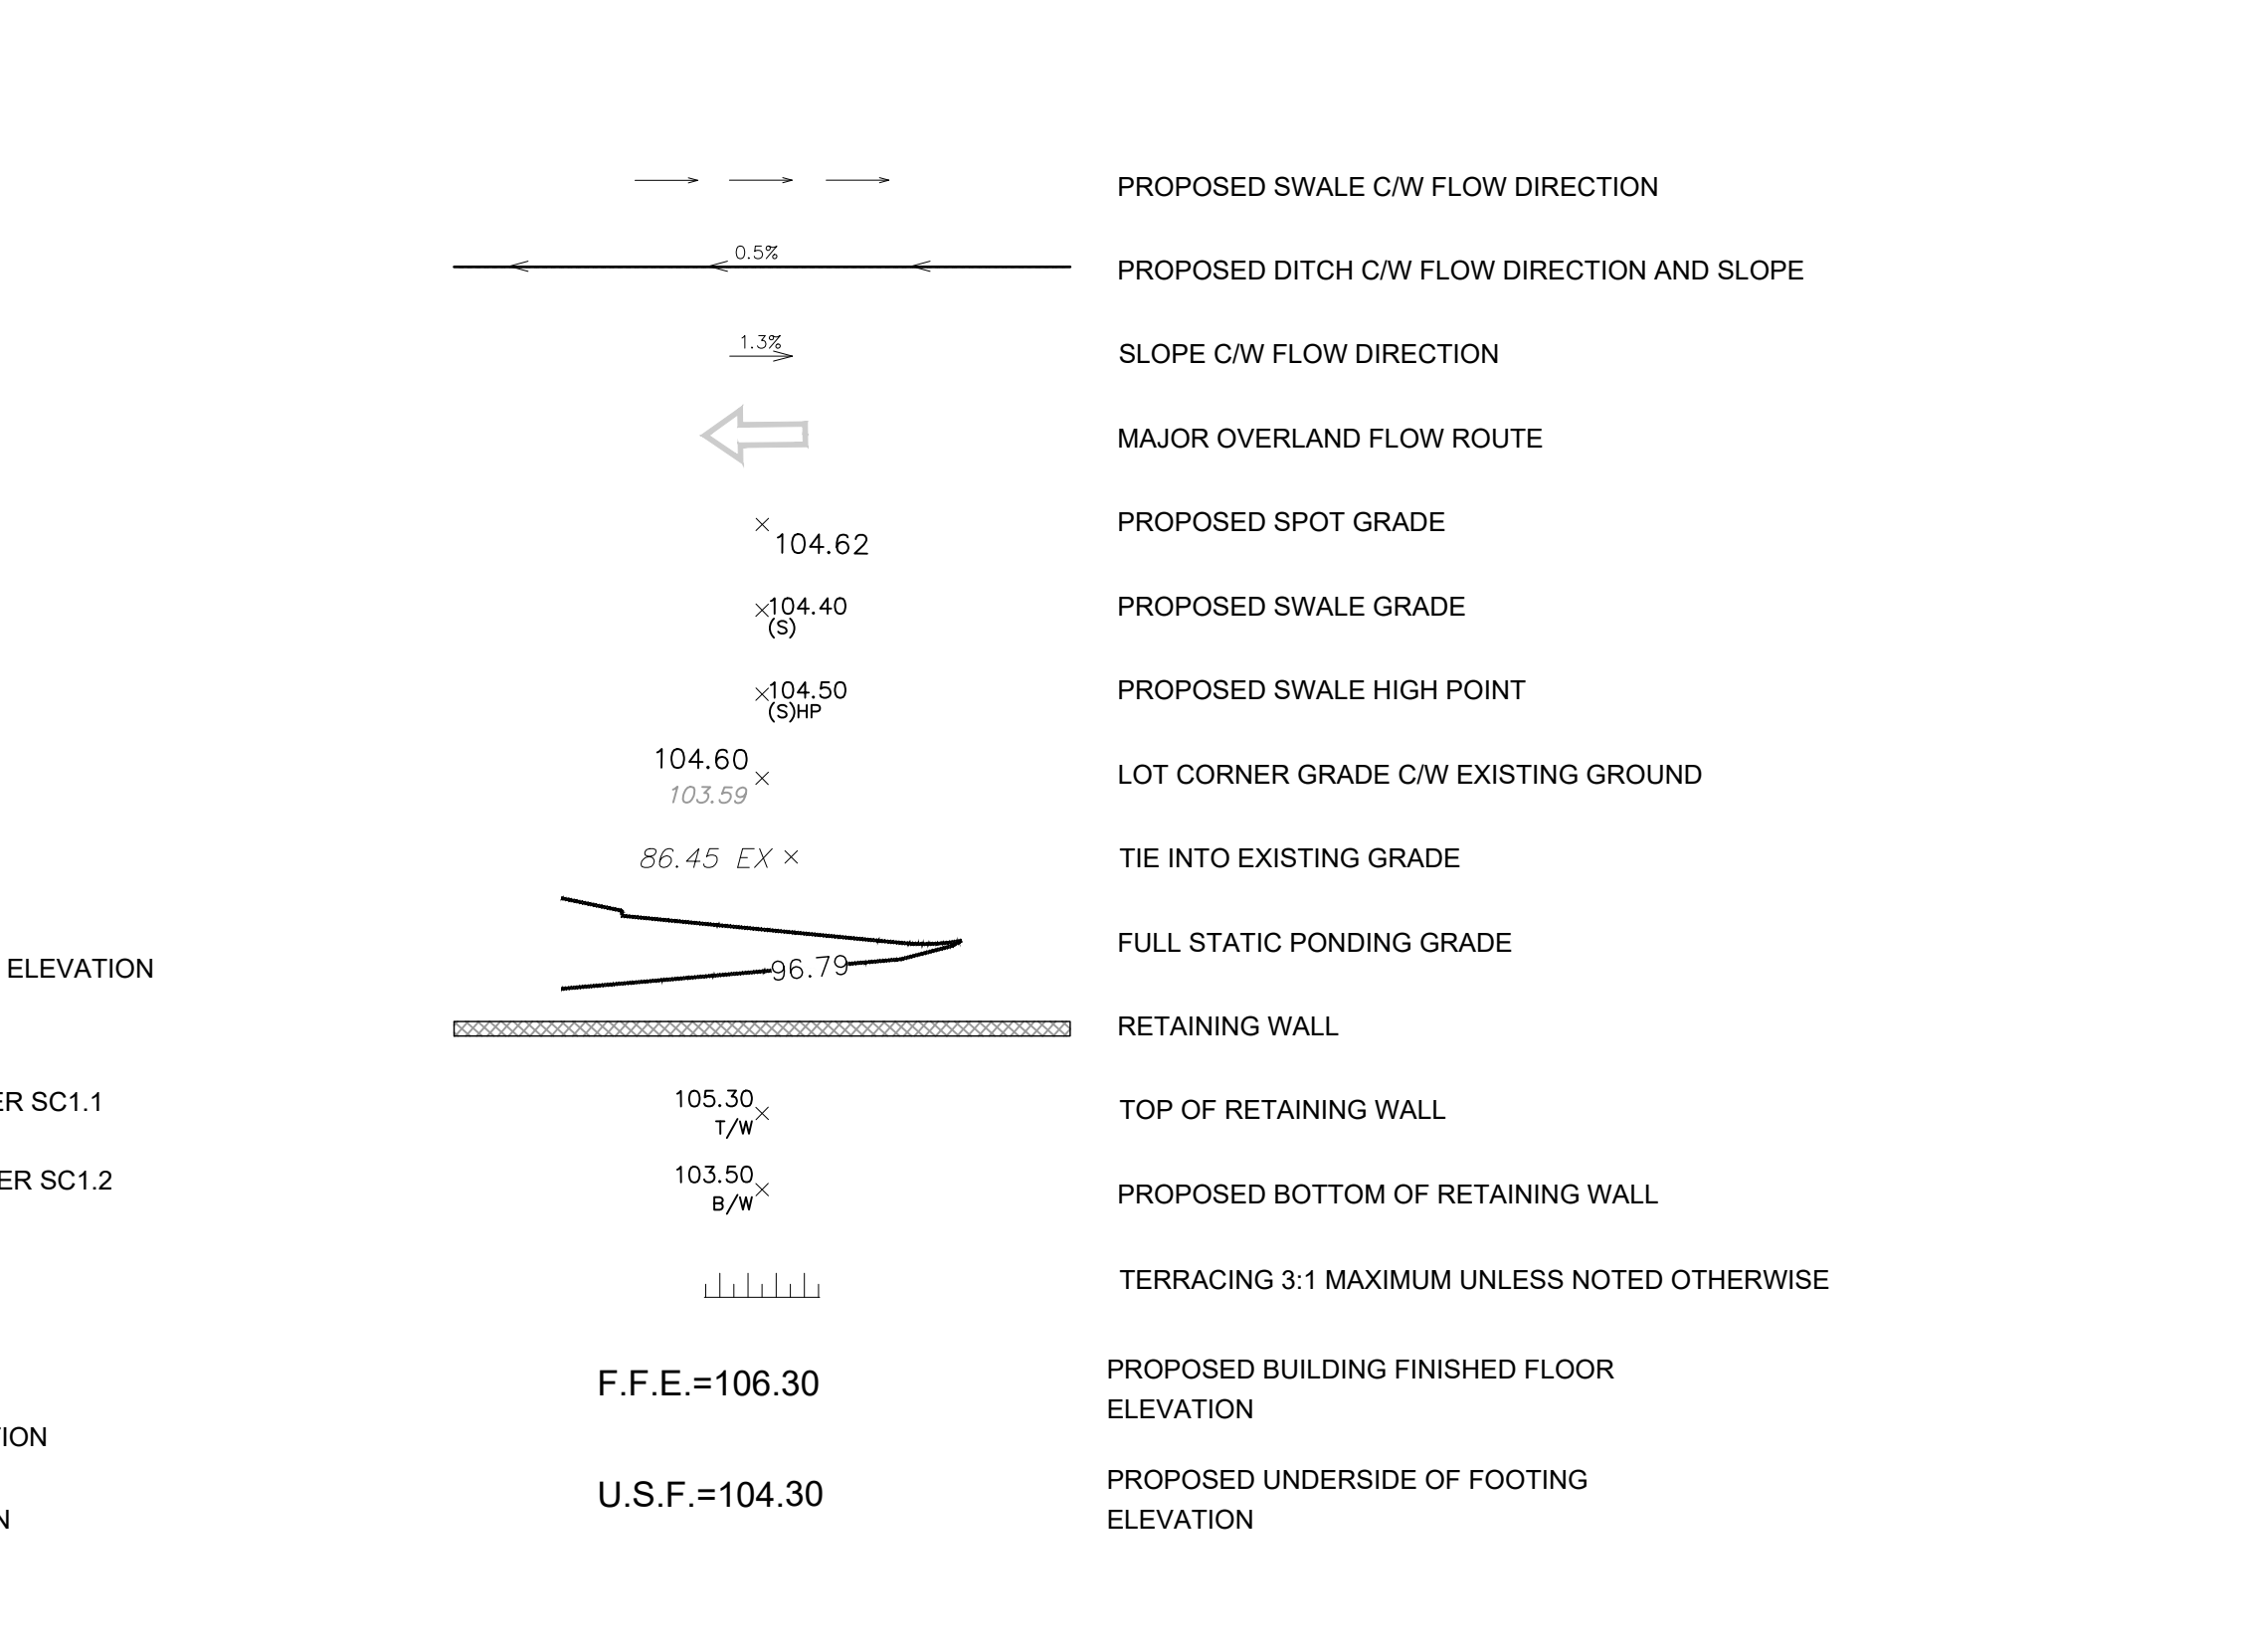 PROPOSED SWALE C/W FLOW DIRECTION
0.5%
PROPOSED DITCH C/W FLOW DIRECTION AND SLOPE
1.3%
SLOPE C/W FLOW DIRECTION
MAJOR OVERLAND FLOW ROUTE
104.62
PROPOSED SPOT GRADE
104.40
(S)
PROPOSED SWALE GRADE
104.50
(S)HP
PROPOSED SWALE HIGH POINT
104.60
103.59
LOT CORNER GRADE C/W EXISTING GROUND
86.45 EX
TIE INTO EXISTING GRADE
96.79
FULL STATIC PONDING GRADE
ELEVATION
RETAINING WALL
ER SC1.1
105.30
T/W
TOP OF RETAINING WALL
ER SC1.2
103.50
B/W
PROPOSED BOTTOM OF RETAINING WALL
TERRACING 3:1 MAXIMUM UNLESS NOTED OTHERWISE
F.F.E.=106.30
PROPOSED BUILDING FINISHED FLOOR
ELEVATION
TION
U.S.F.=104.30
PROPOSED UNDERSIDE OF FOOTING
ELEVATION
N